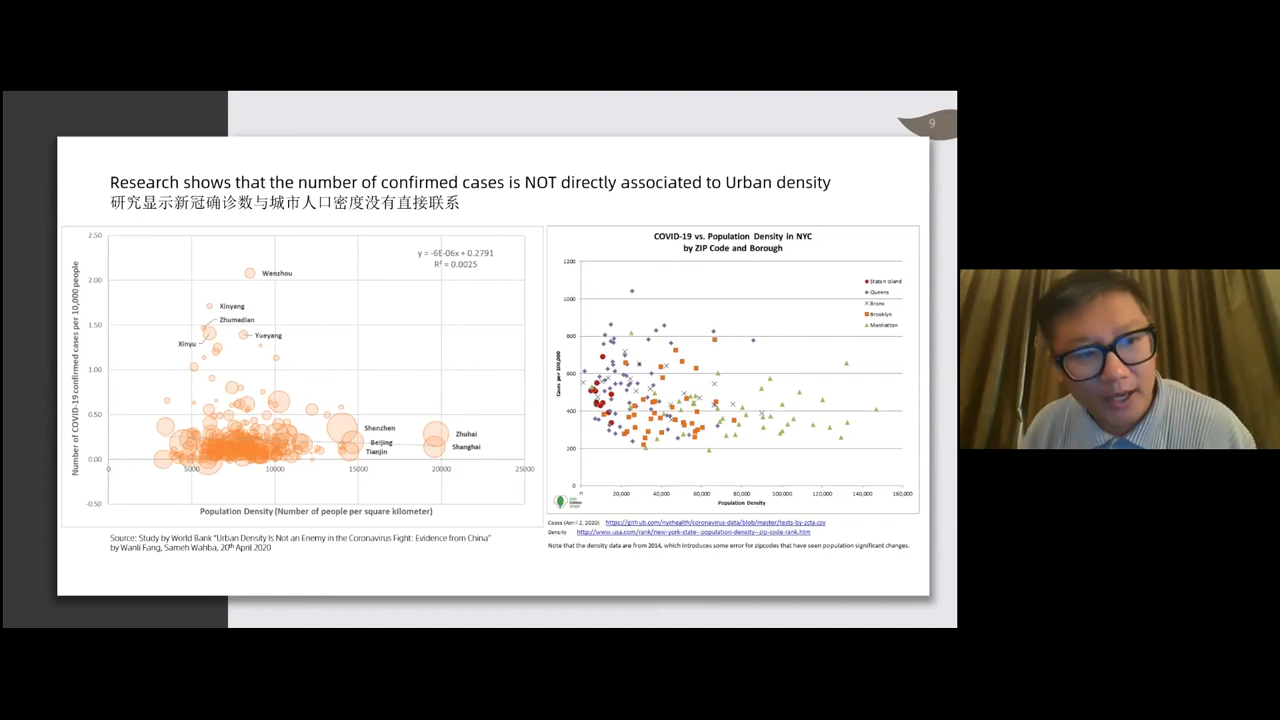 9
Research shows that the number of confirmed cases is NOT directly associated to Urban density
研究显示新冠确诊数与城市人口密度没有直接联系
Number of COVID-19 confirmed cases per 10,000 people
2.50
2.00
1.50
1.00
0.50
0.00
-0.50
y = -6E-06x + 0.2791
R² = 0.0025
Wenzhou
Xinyang
Zhumadian
Yueyang
Xinyu
Shenzhen
Zhuhai
Beijing
Shanghai
Tianjin
0
5000
10000
15000
20000
25000
Population Density (Number of people per square kilometer)
Source: Study by World Bank “Urban Density Is Not an Enemy in the Coronavirus Fight: Evidence from China”
by Wanli Fang, Sameh Wahba, 20th April 2020
COVID-19 vs. Population Density in NYC
by ZIP Code and Borough
Cases per 100,000
1200
1000
800
600
400
200
0
Staten Island
Queens
Bronx
Brooklyn
Manhattan
0
20,000
40,000
60,000
80,000
100,000
120,000
140,000
160,000
Population Density
Cases (April 2, 2020) https://github.com/nychealth/coronavirus-data/blob/master/tests-by-zcta.csv
Density http://www.usa.com/rank/new-york-state--population-density--zip-code-rank.htm
Note that the density data are from 2014, which introduces some error for zipcodes that have seen population significant changes.